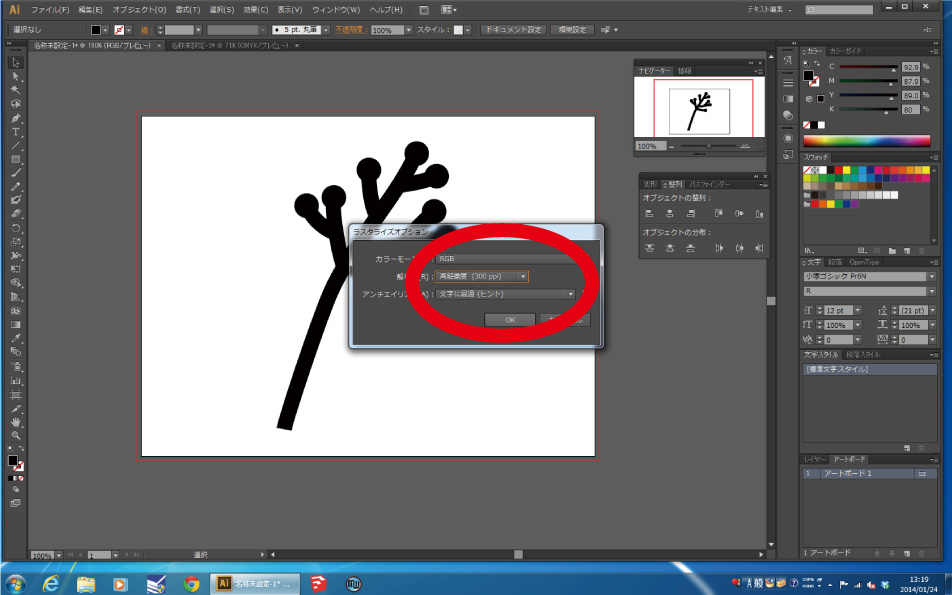 Ai ファイル(F) 編集(E) オブジェクト(O) 書式(T) 選択(S) 効果(C) 表示(V) ウィンドウ(W) ヘルプ(H) テキスト編集
選択なし 線: 5 pt. 丸筆 不透明度: 100% スタイル: ドキュメント設定 環境設定
名称未設定-1* @ 100% (RGB/プレビュー) × 名称未設定-2* @ 71% (CMYK/プレビュー) ×
カラー カラーガイド
C 92.9 %
M 87.9 %
Y 89.0 %
K 80 %
ナビゲーター 情報
100%
スウォッチ
変形 整列 パスファインダー
オブジェクトの整列:
オブジェクトの分布:
ラスタライズオプション
カラーモー RGB
解 (R): 高解像度 (300 ppi)
アンチエイリ A): 文字に最適 (ヒント)
OK
文字 段落 OpenType
小塚ゴシック Pr6N
R
12 pt (21 pt)
100% 100%
0 0
文字スタイル 段落スタイル
[標準文字スタイル]
レイヤー アートボード
1 アートボード 1
1 アートボード
100% 1 選択
Ai 名称未設定-1* ...
A 般
CAPS
KANA
13:19
2014/01/24